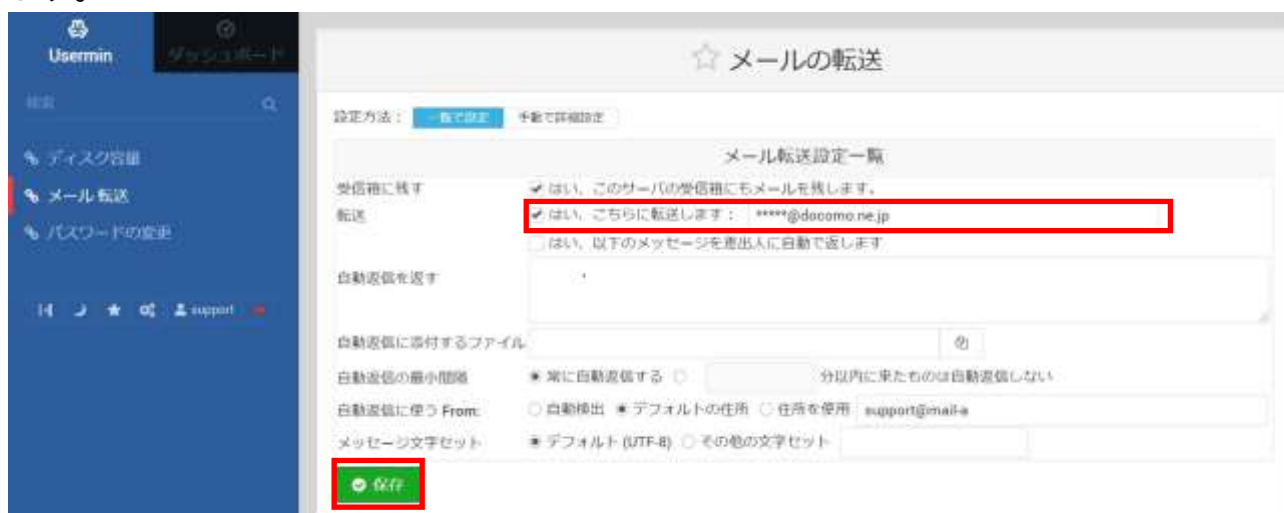 Usermin
ダッシュボード
検索
ディスク容量
メール転送
パスワードの変更
support
メールの転送
設定方法： 一覧で設定 手動で詳細設定
メール転送設定一覧
受信箱に残す はい、このサーバの受信箱にもメールを残します。
転送 はい、こちらに転送します： *****@docomo.ne.jp
はい、以下のメッセージを差出人に自動で返します
自動返信を返す
自動返信に添付するファイル
自動返信の最小間隔 常に自動返信する 分以内に来たものは自動返信しない
自動返信に使う From: 自動検出 デフォルトの住所 住所を使用 support@mail-a
メッセージ文字セット デフォルト (UTF-8) その他の文字セット
保存